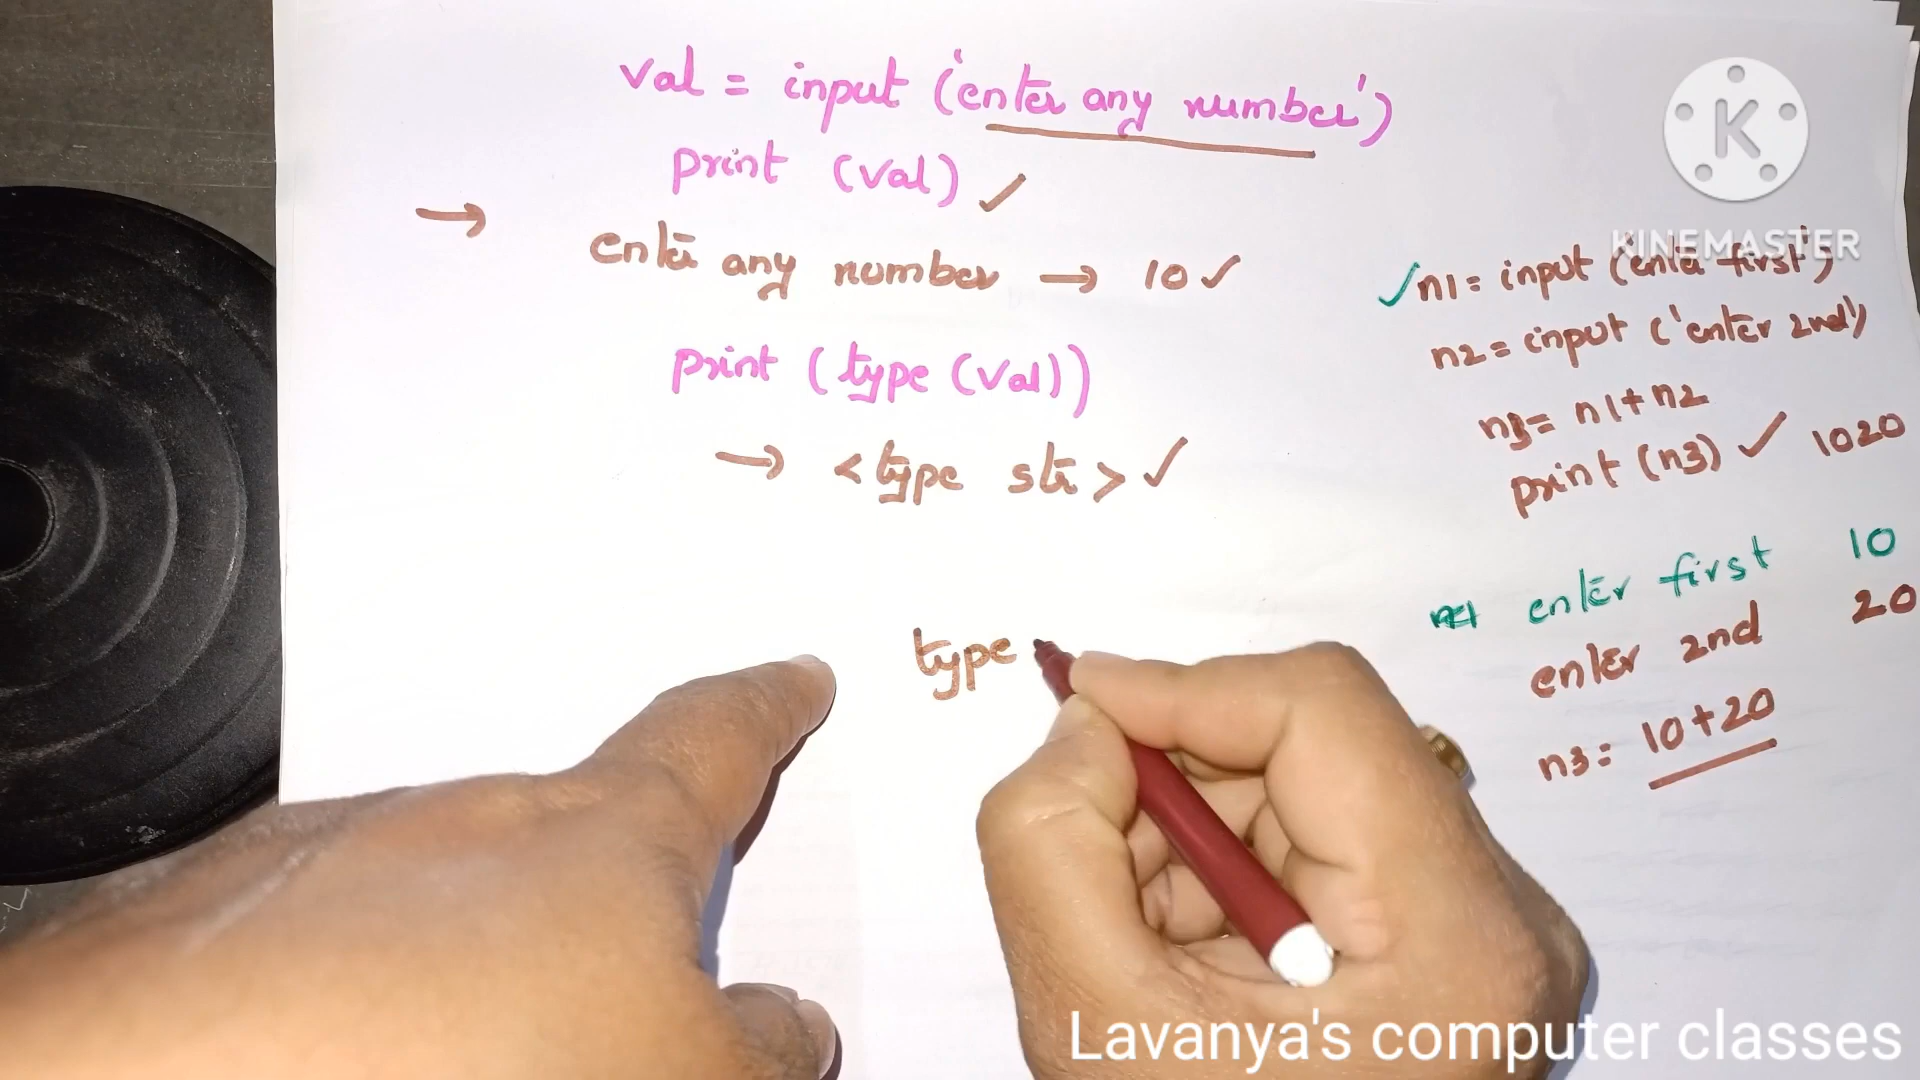 val = input ('enter any number')
print (val) ✓
→ enter any number → 10 ✓
print (type (val))
→ <type str> ✓
type
✓ n1 = input ('enter first')
n2 = input ('enter 2nd')
n3 = n1 + n2
print (n3) ✓ 1020
enter first 10
enter 2nd 20
n3 = 10+20
K
KINEMASTER
Lavanya's computer classes